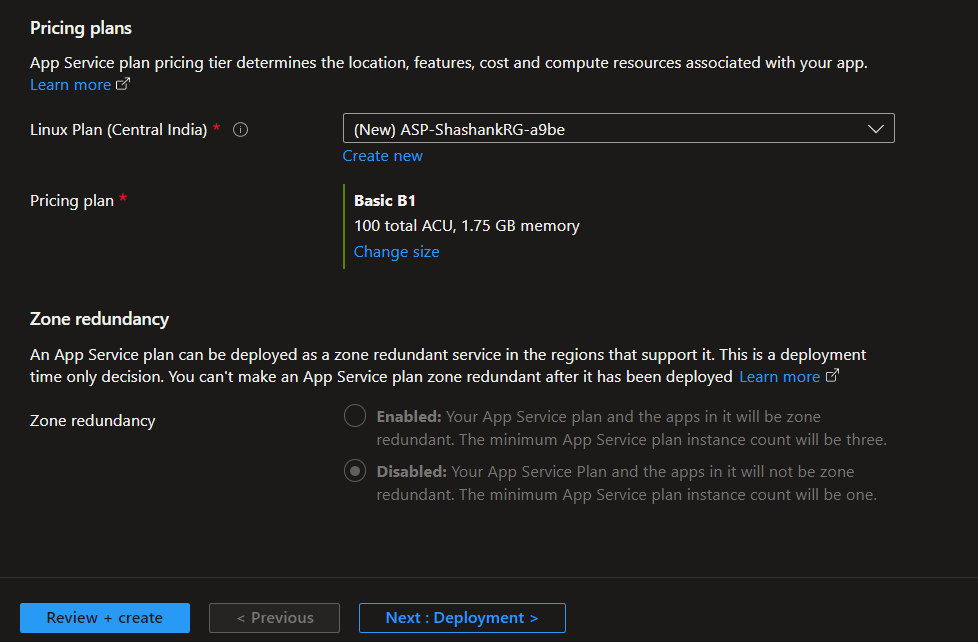 Pricing plans
App Service plan pricing tier determines the location, features, cost and compute resources associated with your app.
Learn more
Linux Plan (Central India) *
(New) ASP-ShashankRG-a9be
Create new
Pricing plan *
Basic B1
100 total ACU, 1.75 GB memory
Change size
Zone redundancy
An App Service plan can be deployed as a zone redundant service in the regions that support it. This is a deployment
time only decision. You can't make an App Service plan zone redundant after it has been deployed Learn more
Zone redundancy
Enabled: Your App Service plan and the apps in it will be zone
redundant. The minimum App Service plan instance count will be three.
Disabled: Your App Service Plan and the apps in it will not be zone
redundant. The minimum App Service plan instance count will be one.
Review + create
< Previous
Next : Deployment >